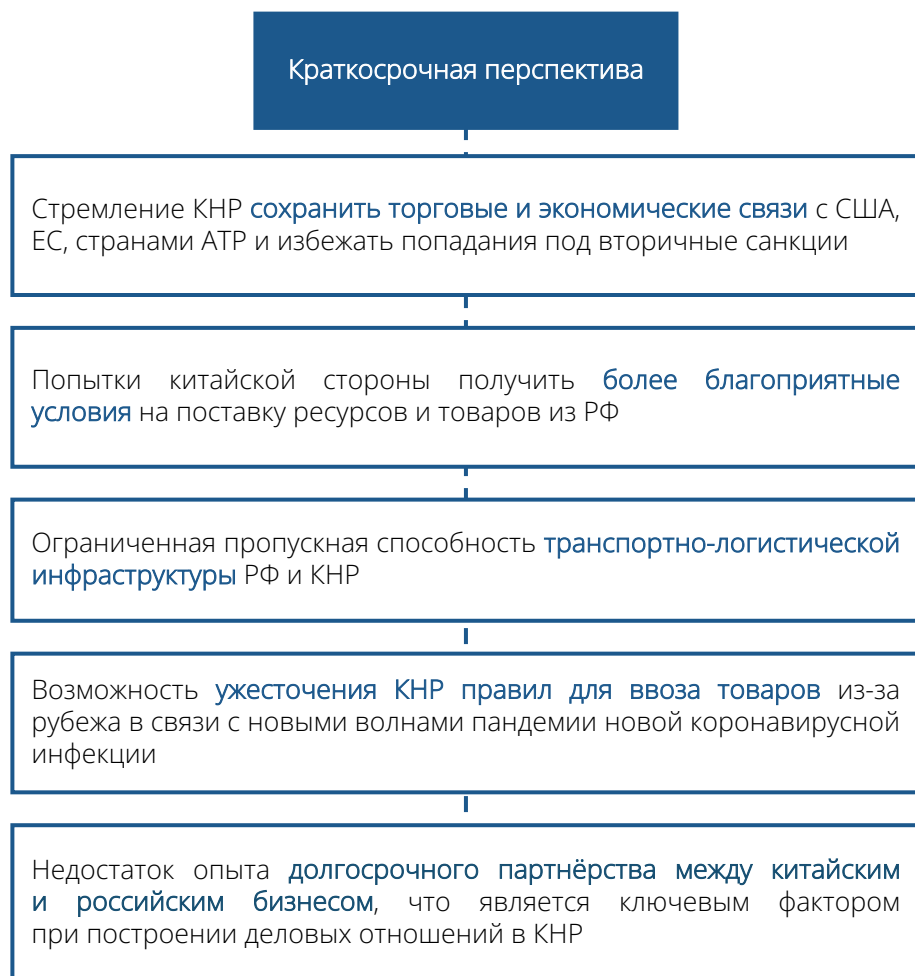 Краткосрочная перспектива
Стремление КНР сохранить торговые и экономические связи с США,
ЕС, странами АТР и избежать попадания под вторичные санкции
Попытки китайской стороны получить более благоприятные
условия на поставку ресурсов и товаров из РФ
Ограниченная пропускная способность транспортно-логистической
инфраструктуры РФ и КНР
Возможность ужесточения КНР правил для ввоза товаров из-за
рубежа в связи с новыми волнами пандемии новой коронавирусной
инфекции
Недостаток опыта долгосрочного партнёрства между китайским
и российским бизнесом, что является ключевым фактором
при построении деловых отношений в КНР